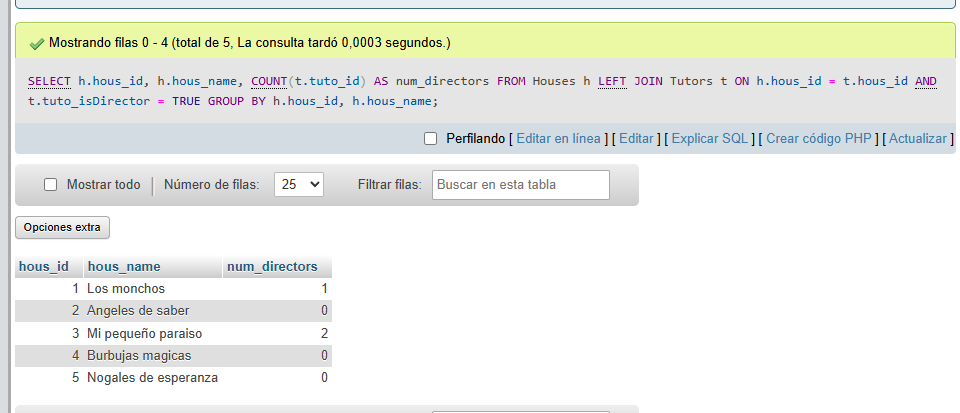 Mostrando filas 0 - 4 (total de 5, La consulta tardó 0,0003 segundos.)
SELECT h.hous_id, h.hous_name, COUNT(t.tuto_id) AS num_directors FROM Houses h LEFT JOIN Tutors t ON h.hous_id = t.hous_id AND
t.tuto_isDirector = TRUE GROUP BY h.hous_id, h.hous_name;
Perfilando [ Editar en línea ] [ Editar ] [ Explicar SQL ] [ Crear código PHP ] [ Actualizar ]
Mostrar todo Número de filas: 25 Filtrar filas: Buscar en esta tabla
Opciones extra
hous_id hous_name num_directors
1 Los monchos 1
2 Angeles de saber 0
3 Mi pequeño paraiso 2
4 Burbujas magicas 0
5 Nogales de esperanza 0